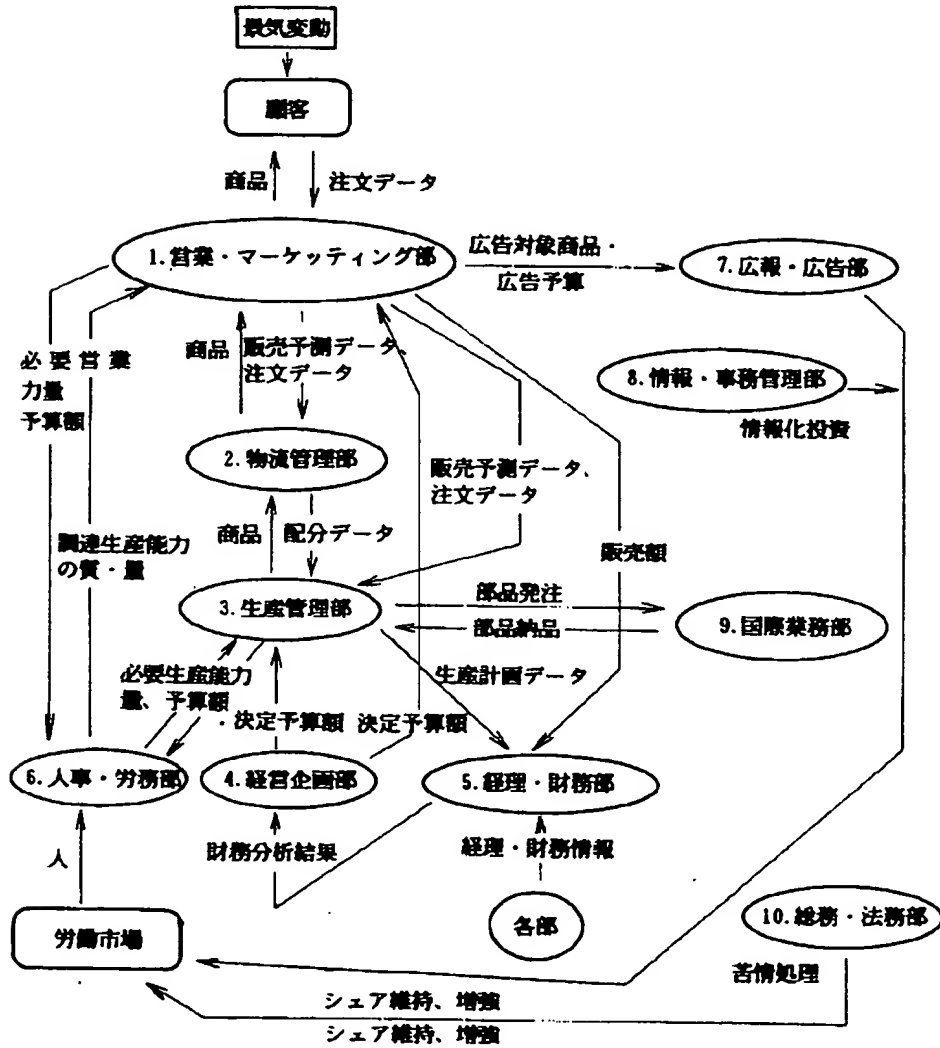 景気変動
顧客
商品
注文データ
1.営業・マーケッティング部
広告対象商品・
広告予算
7.広報・広告部
必要営業
力量
予算額
商品
販売予測データ、
注文データ
8.情報・事務管理部
情報化投資
2.物流管理部
販売予測データ、
注文データ
商品
配分データ
調達生産能力
の質・量
販売額
3.生産管理部
部品発注
部品納品
9.国際業務部
必要生産能力
量、予算額
生産計画データ
決定予算額
決定予算額
6.人事・労務部
4.経営企画部
5.経理・財務部
人
財務分析結果
経理・財務情報
労働市場
各部
10.総務・法務部
苦情処理
シェア維持、増強
シェア維持、増強